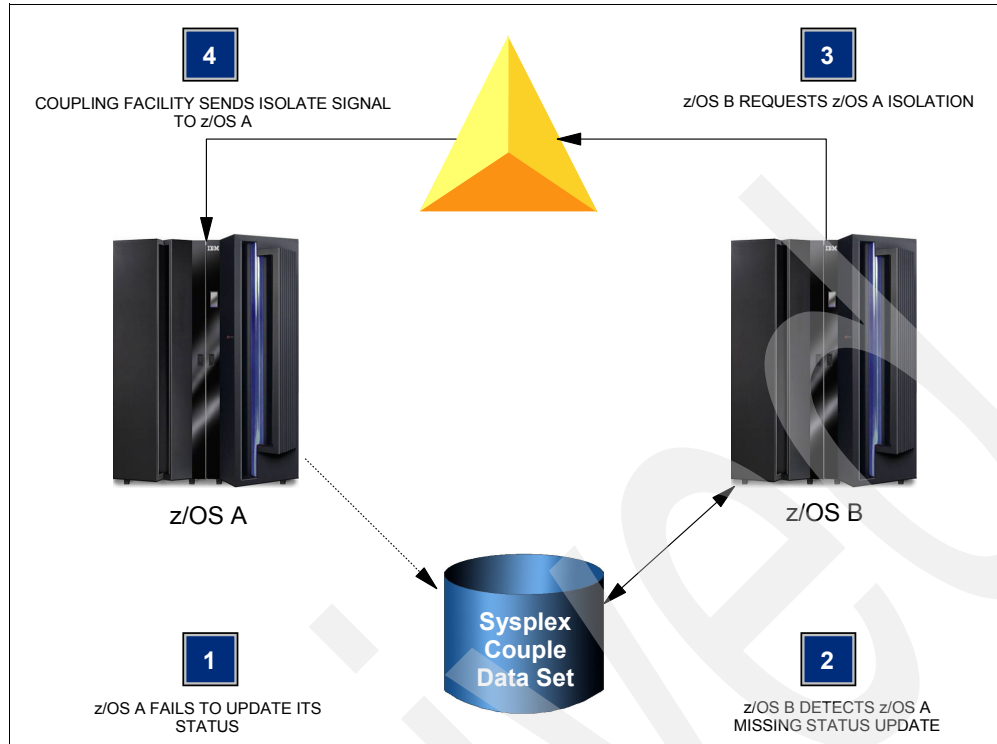 4
COUPLING FACILITY SENDS ISOLATE SIGNAL
TO z/OS A
3
z/OS B REQUESTS z/OS A ISOLATION
IBM
z/OS A
IBM
z/OS B
Sysplex
Couple
Data Set
1
z/OS A FAILS TO UPDATE ITS
STATUS
2
z/OS B DETECTS z/OS A
MISSING STATUS UPDATE